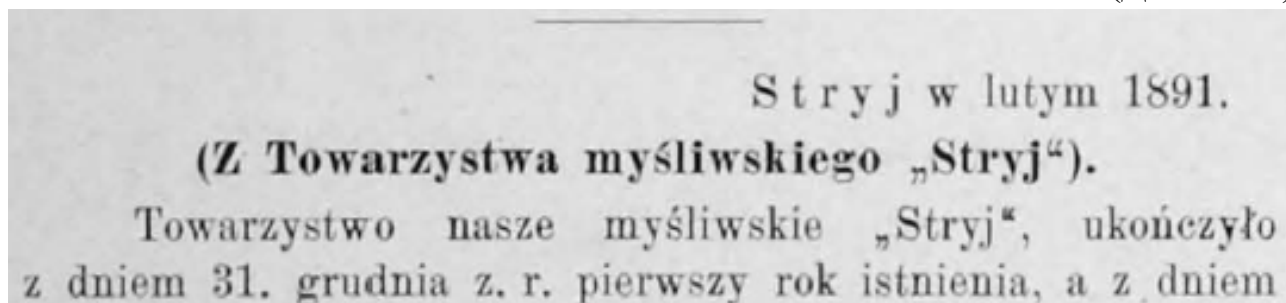 Stryj w lutym 1891.
(Z Towarzystwa myśliwskiego „Stryj“).
Towarzystwo nasze myśliwskie „Stryj“, ukończyło
z dniem 31. grudnia z. r. pierwszy rok istnienia, a z dniem